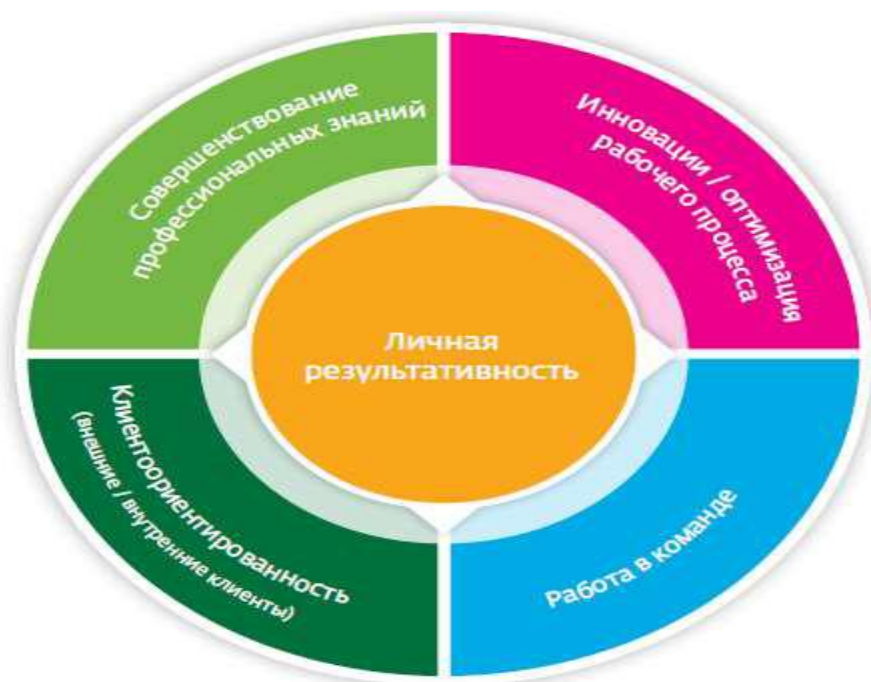 Совершенствование
профессиональных знаний
Инновации / оптимизация
рабочего процесса
Личная
результативность
Клиентоориентированность
(внешние / внутренние клиенты)
Работа в команде